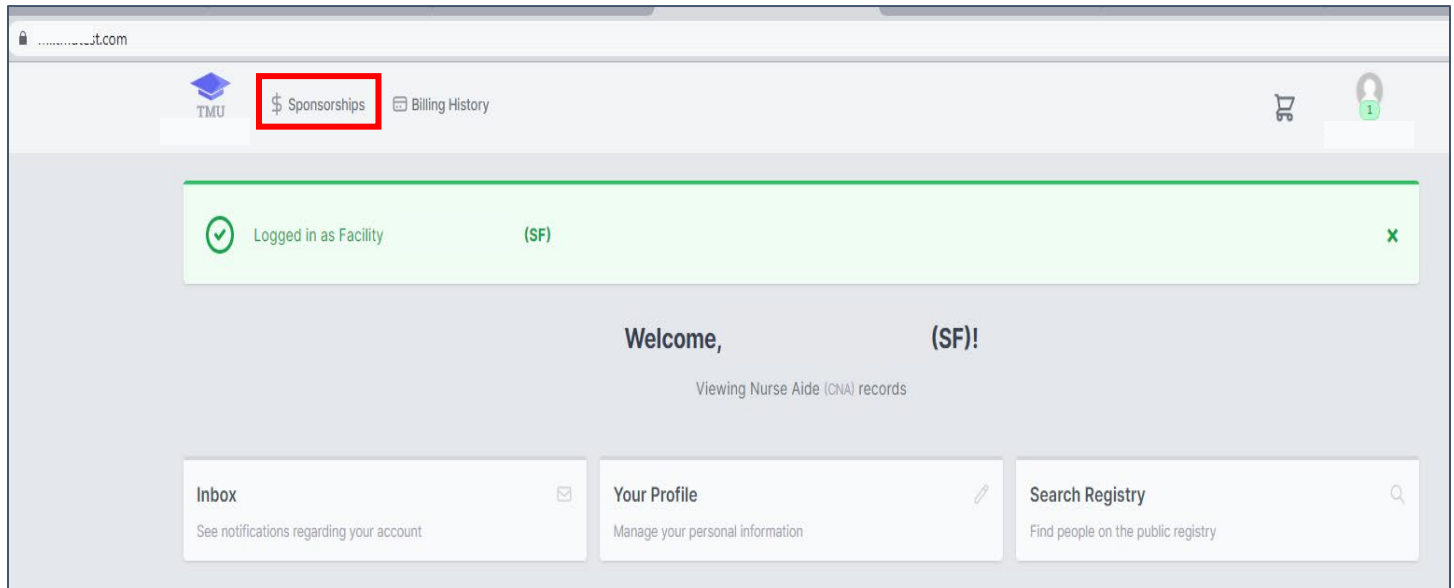 TMU
$ Sponsorships
Billing History
1
Logged in as Facility (SF)
x
Welcome, (SF)!
Viewing Nurse Aide (CNA) records
Inbox
See notifications regarding your account
Your Profile
Manage your personal information
Search Registry
Find people on the public registry